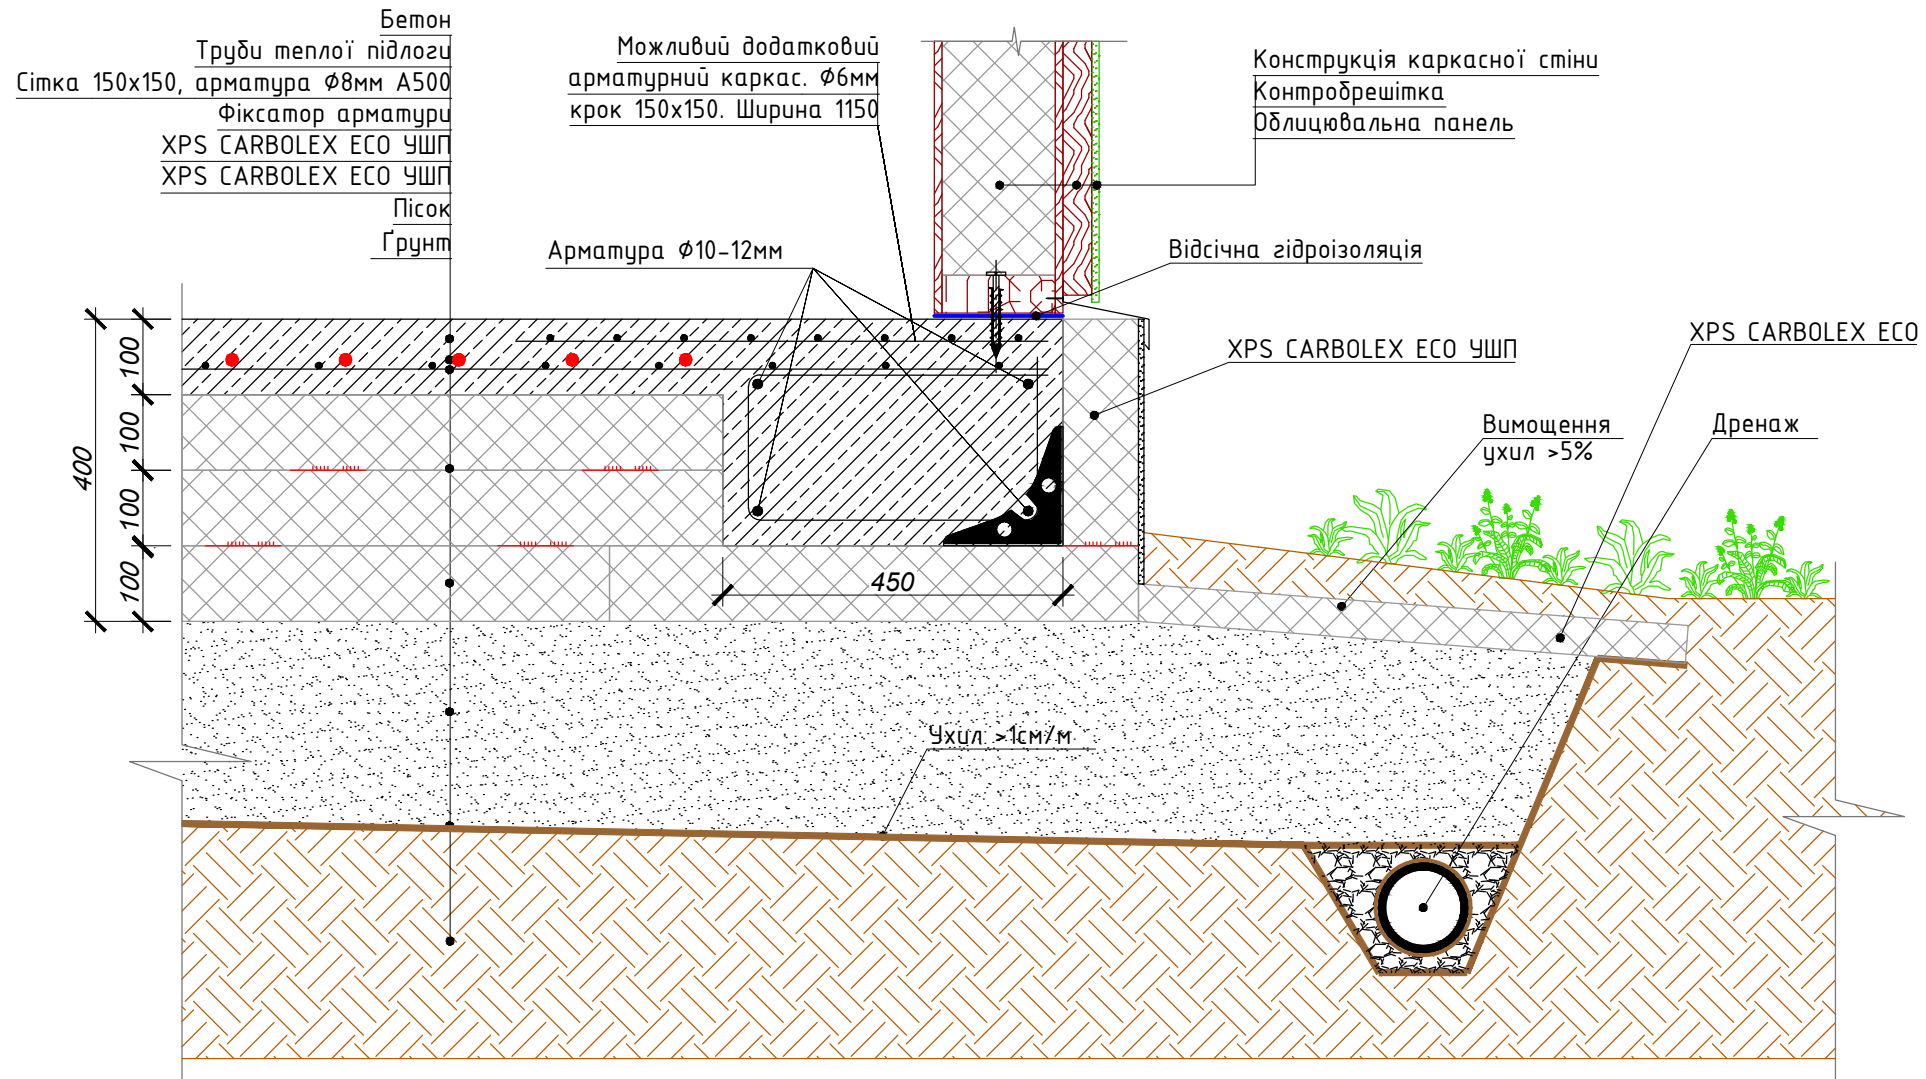 Бетон
Труби теплої підлоги
Сітка 150х150, арматура Ф8мм А500
Фіксатор арматури
XPS CARBOLEX ECO УШП
XPS CARBOLEX ECO УШП
Пісок
Ґрунт
Можливий додатковий
арматурний каркас. Ф6мм
крок 150х150. Ширина 1150
Арматура Ф10-12мм
Конструкція каркасної стіни
Контробрешітка
Облицювальна панель
Відсічна гідроізоляція
XPS CARBOLEX ECO УШП
XPS CARBOLEX ECO
Вимощення
ухил >5%
Дренаж
400
100
100
100
100
450
Ухил >1см/м